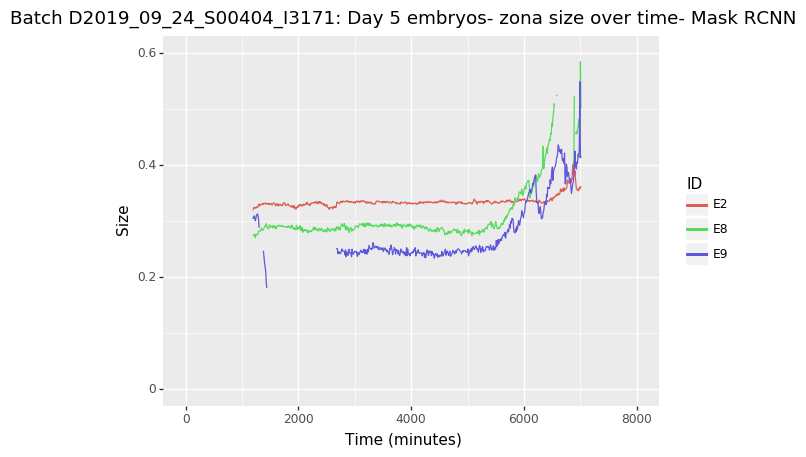 Batch D2019_09_24_S00404_I3171: Day 5 embryos- zona size over time- Mask RCNN
0.6
0.4
0.2
0
Size
0
2000
4000
6000
8000
Time (minutes)
ID
E2
E8
E9